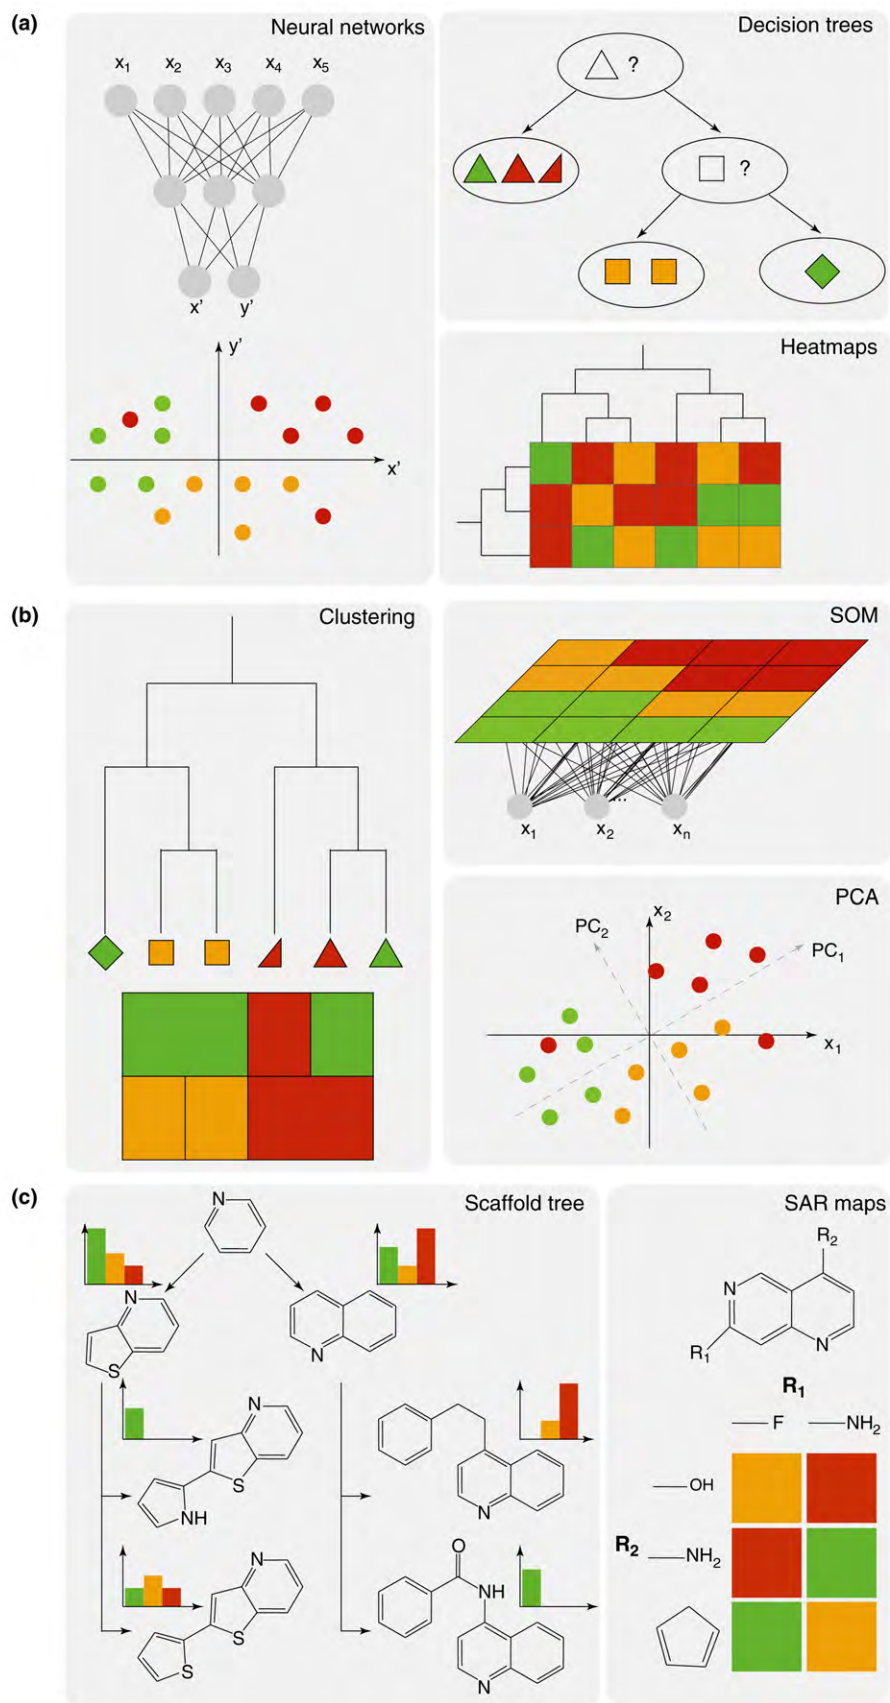 (a)
Neural networks
x1 x2 x3 x4 x5
x' y'
y'
x'
Decision trees
?
?
Heatmaps
(b)
Clustering
SOM
...
x1 x2 xn
PCA
x2
PC2
PC1
x1
(c)
Scaffold tree
N
N
S
N
N
S
NH
N
N
S
S
O
NH
N
SAR maps
R2
N
R1
N
R1
F NH2
OH
R2 NH2